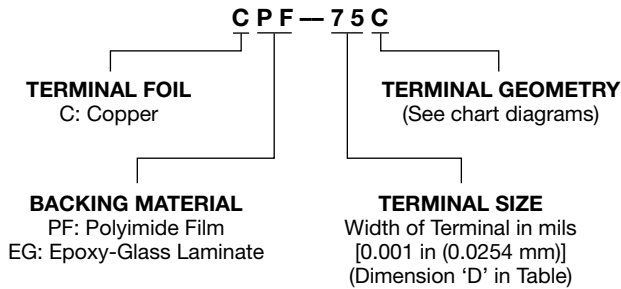 C P F — 7 5 C
TERMINAL FOIL
C: Copper
TERMINAL GEOMETRY
(See chart diagrams)
BACKING MATERIAL
PF: Polyimide Film
EG: Epoxy-Glass Laminate
TERMINAL SIZE
Width of Terminal in mils
[0.001 in (0.0254 mm)]
(Dimension ‘D’ in Table)